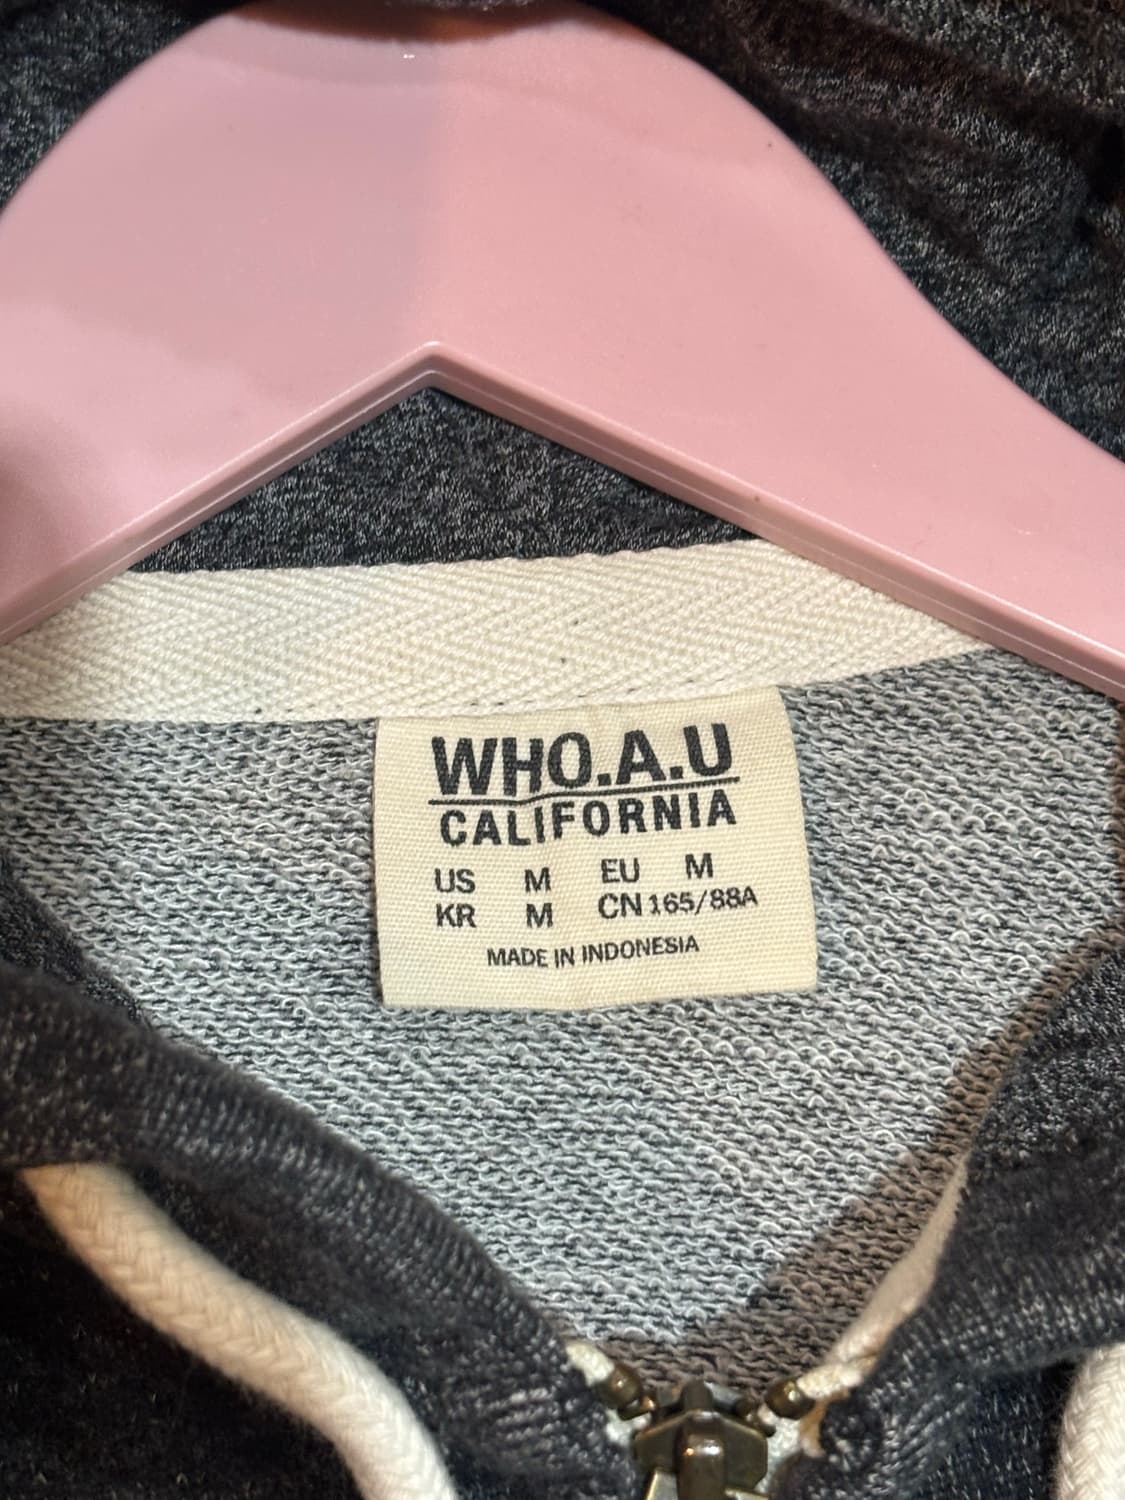 WHO.A.U
CALIFORNIA
US M EU M
KR M CN 165/88A
MADE IN INDONESIA